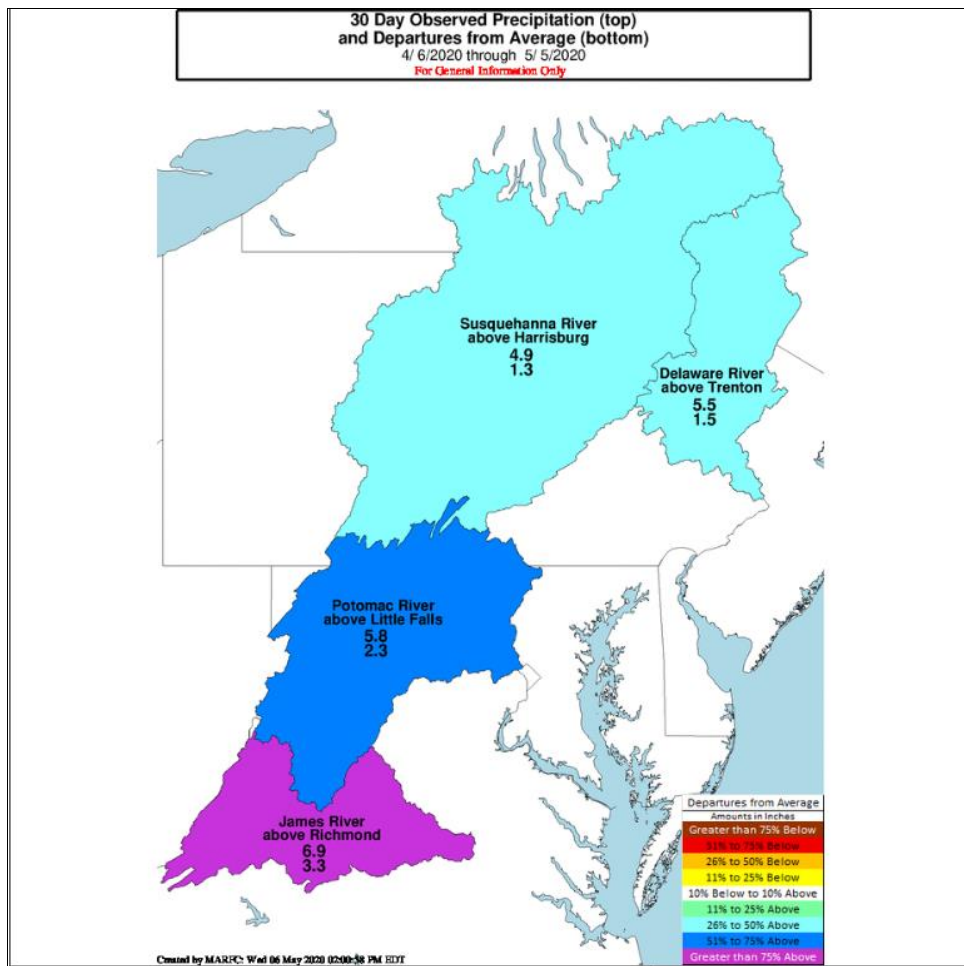 30 Day Observed Precipitation (top)
and Departures from Average (bottom)
4/ 6/2020 through 5/ 5/2020
For General Information Only
Susquehanna River
above Harrisburg
4.9
1.3
Delaware River
above Trenton
5.5
1.5
Potomac River
above Little Falls
5.8
2.3
James River
above Richmond
6.9
3.3
Departures from Average
Amounts in Inches
Greater than 75% Below
51% to 75% Below
26% to 50% Below
11% to 25% Below
10% Below to 10% Above
11% to 25% Above
26% to 50% Above
51% to 75% Above
Greater than 75% Above
Created by MARFC: Wed 06 May 2020 02:00:38 PM EDT